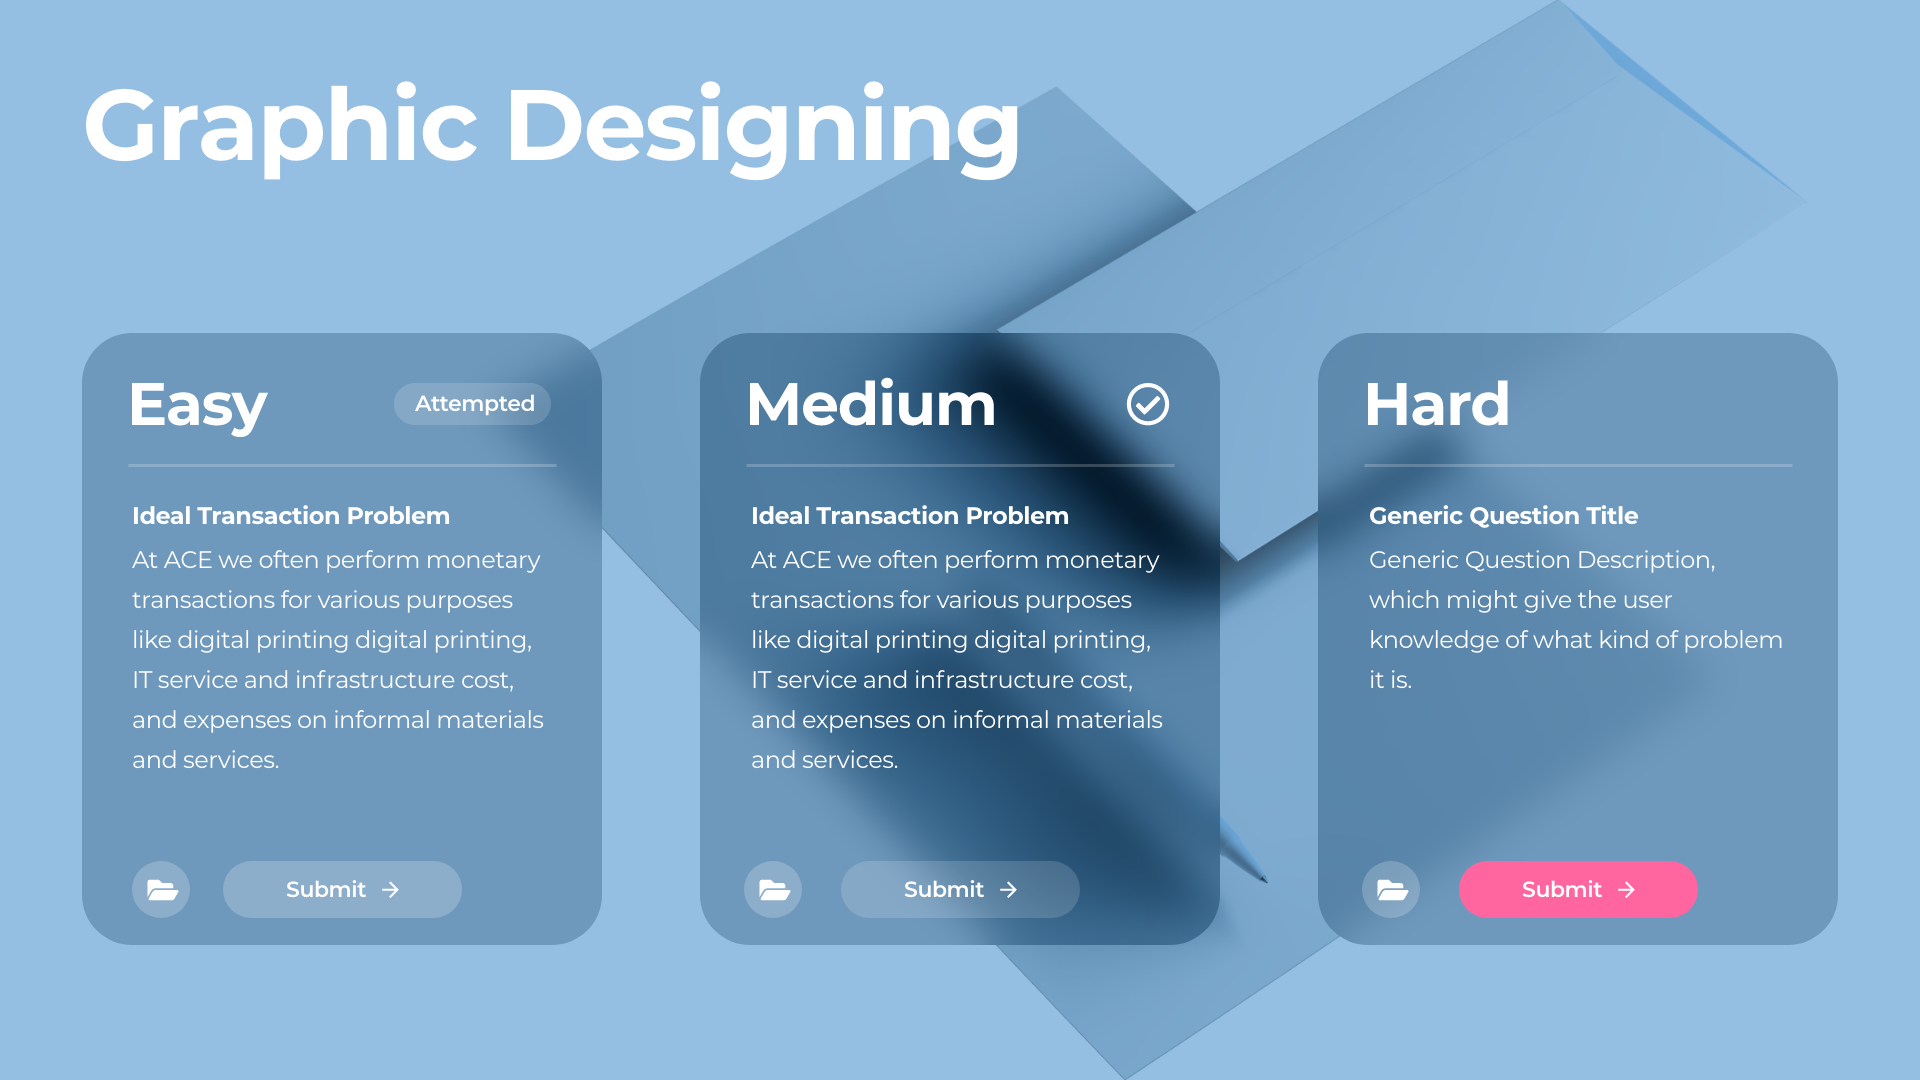 Graphic Designing
Easy
Attempted
Ideal Transaction Problem
At ACE we often perform monetary
transactions for various purposes
like digital printing digital printing,
IT service and infrastructure cost,
and expenses on informal materials
and services.
Submit
Medium
Ideal Transaction Problem
At ACE we often perform monetary
transactions for various purposes
like digital printing digital printing,
IT service and infrastructure cost,
and expenses on informal materials
and services.
Submit
Hard
Generic Question Title
Generic Question Description,
which might give the user
knowledge of what kind of problem
it is.
Submit